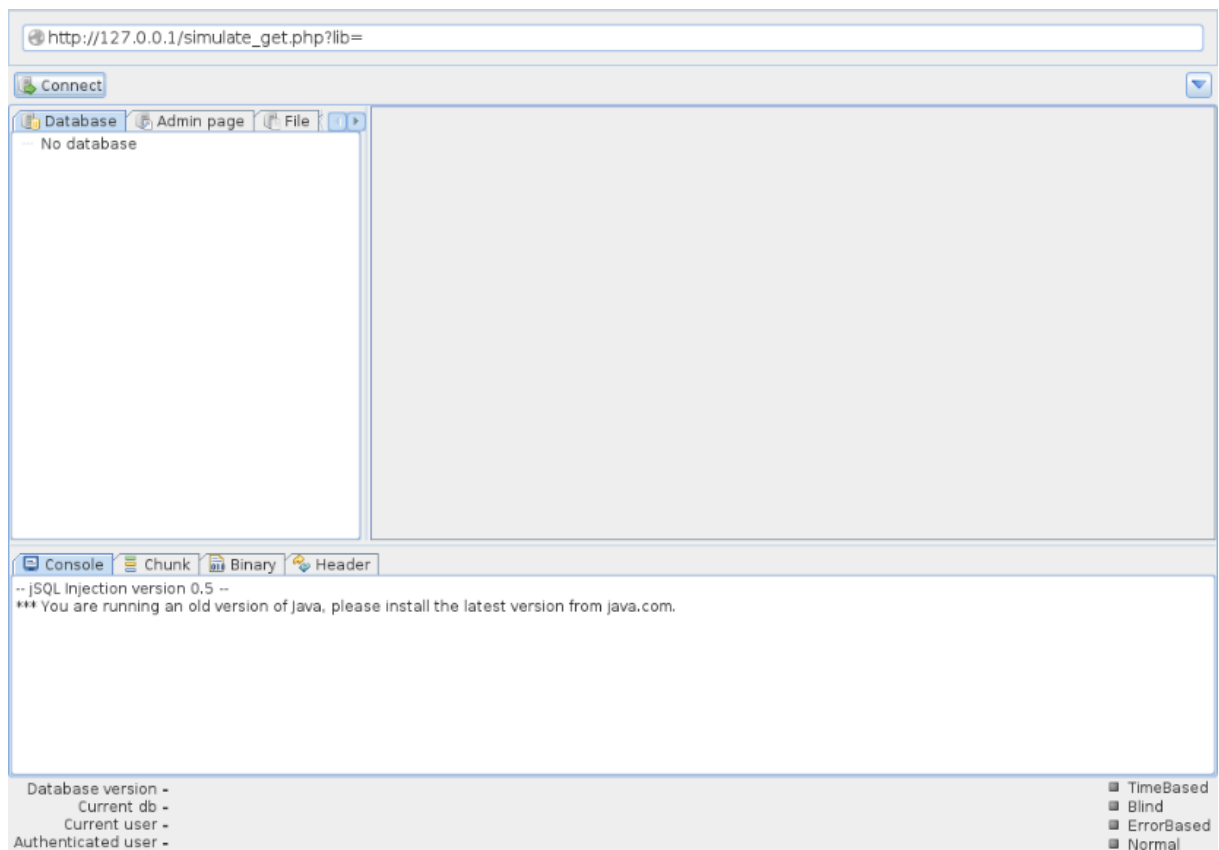 http://127.0.0.1/simulate_get.php?lib=
Connect
Database Admin page File
No database
Console Chunk Binary Header
-- jSQL Injection version 0.5 --
*** You are running an old version of Java, please install the latest version from java.com.
Database version -
Current db -
Current user -
Authenticated user -
TimeBased
Blind
ErrorBased
Normal